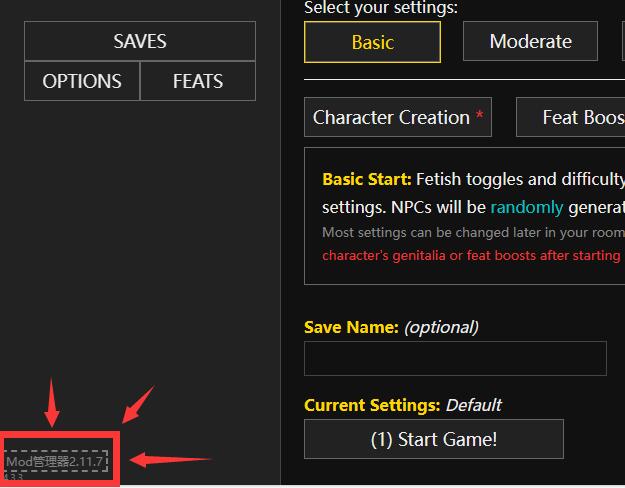 Select your settings:
SAVES
Basic
Moderate
OPTIONS
FEATS
Character Creation *
Feat Boos
Basic Start: Fetish toggles and difficulty
settings. NPCs will be randomly generat
Most settings can be changed later in your room
character's genitalia or feat boosts after starting
Save Name: (optional)
Current Settings: Default
(1) Start Game!
Mod管理器2.11.7
4.3.3